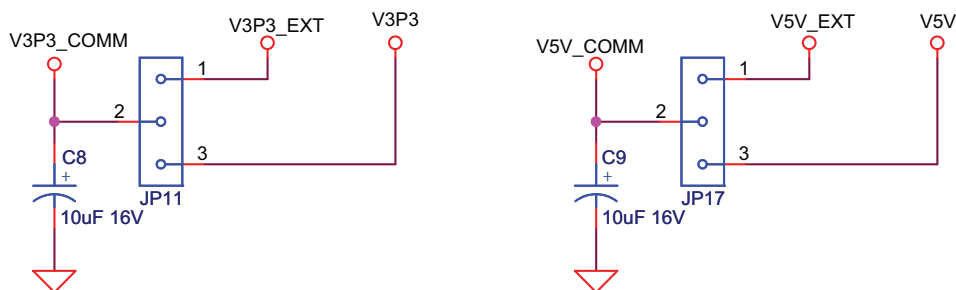 V3P3_COMM
V3P3_EXT
V3P3
1
2
3
C8
+
JP11
10uF 16V
V5V_COMM
V5V_EXT
V5V
1
2
3
C9
+
JP17
10uF 16V